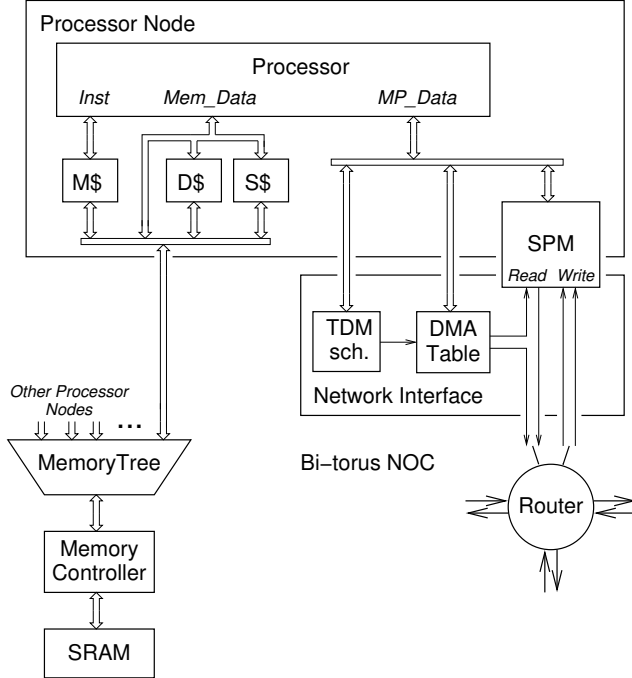 Processor Node
Processor
Inst Mem_Data MP_Data
M$ D$ S$
SPM
Read Write
TDM
sch.
DMA
Table
Network Interface
Other Processor
Nodes
...
MemoryTree
Bi-torus NOC
Router
Memory
Controller
SRAM